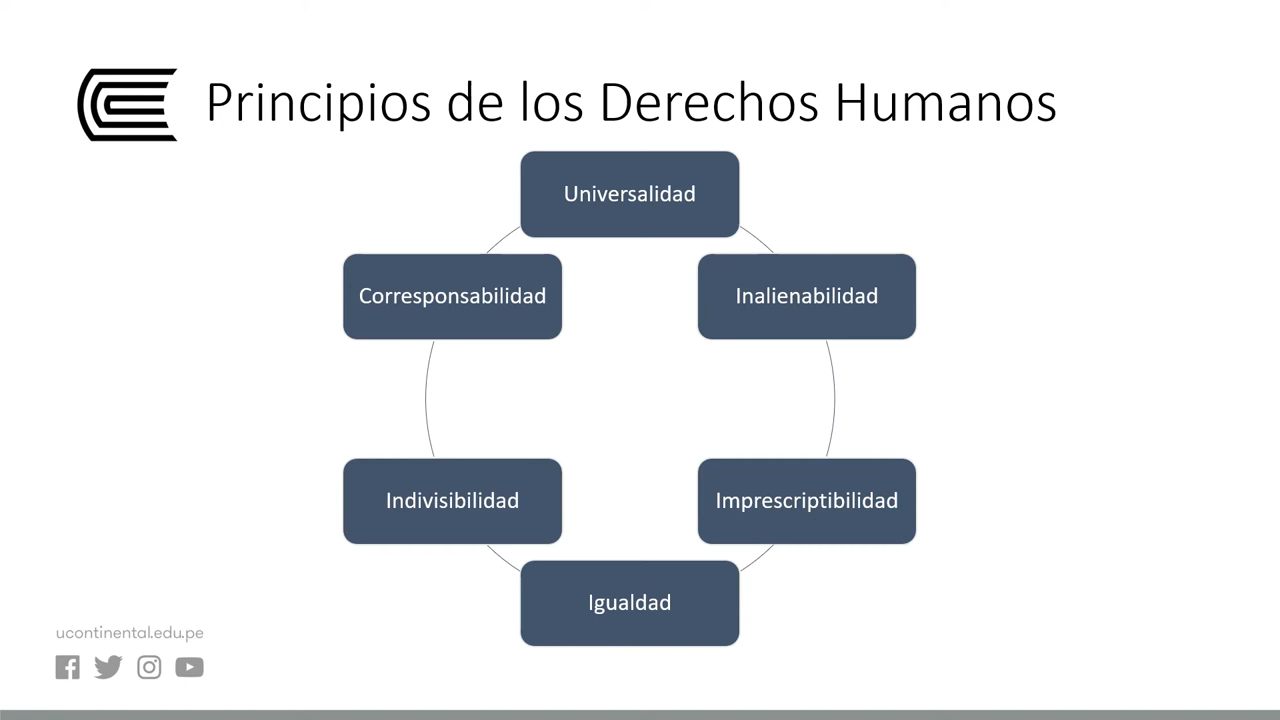 Principios de los Derechos Humanos
Universalidad
Corresponsabilidad
Inalienabilidad
Indivisibilidad
Imprescriptibilidad
Igualdad
ucontinental.edu.pe